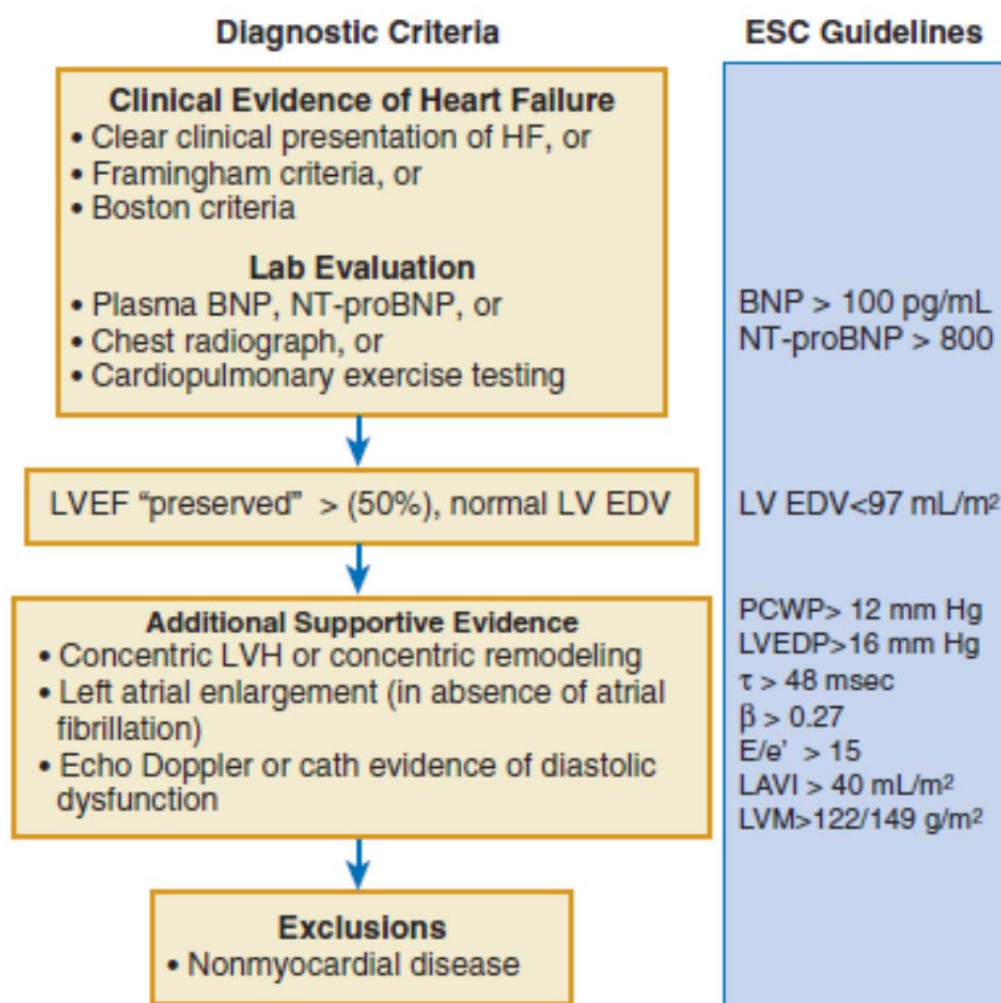 Diagnostic Criteria
Clinical Evidence of Heart Failure
• Clear clinical presentation of HF, or
• Framingham criteria, or
• Boston criteria
Lab Evaluation
• Plasma BNP, NT-proBNP, or
• Chest radiograph, or
• Cardiopulmonary exercise testing
LVEF “preserved” > (50%), normal LV EDV
Additional Supportive Evidence
• Concentric LVH or concentric remodeling
• Left atrial enlargement (in absence of atrial
fibrillation)
• Echo Doppler or cath evidence of diastolic
dysfunction
Exclusions
• Nonmyocardial disease
ESC Guidelines
BNP > 100 pg/mL
NT-proBNP > 800
LV EDV<97 mL/m²
PCWP> 12 mm Hg
LVEDP>16 mm Hg
τ > 48 msec
β > 0.27
E/e’ > 15
LAVI > 40 mL/m²
LVM>122/149 g/m²